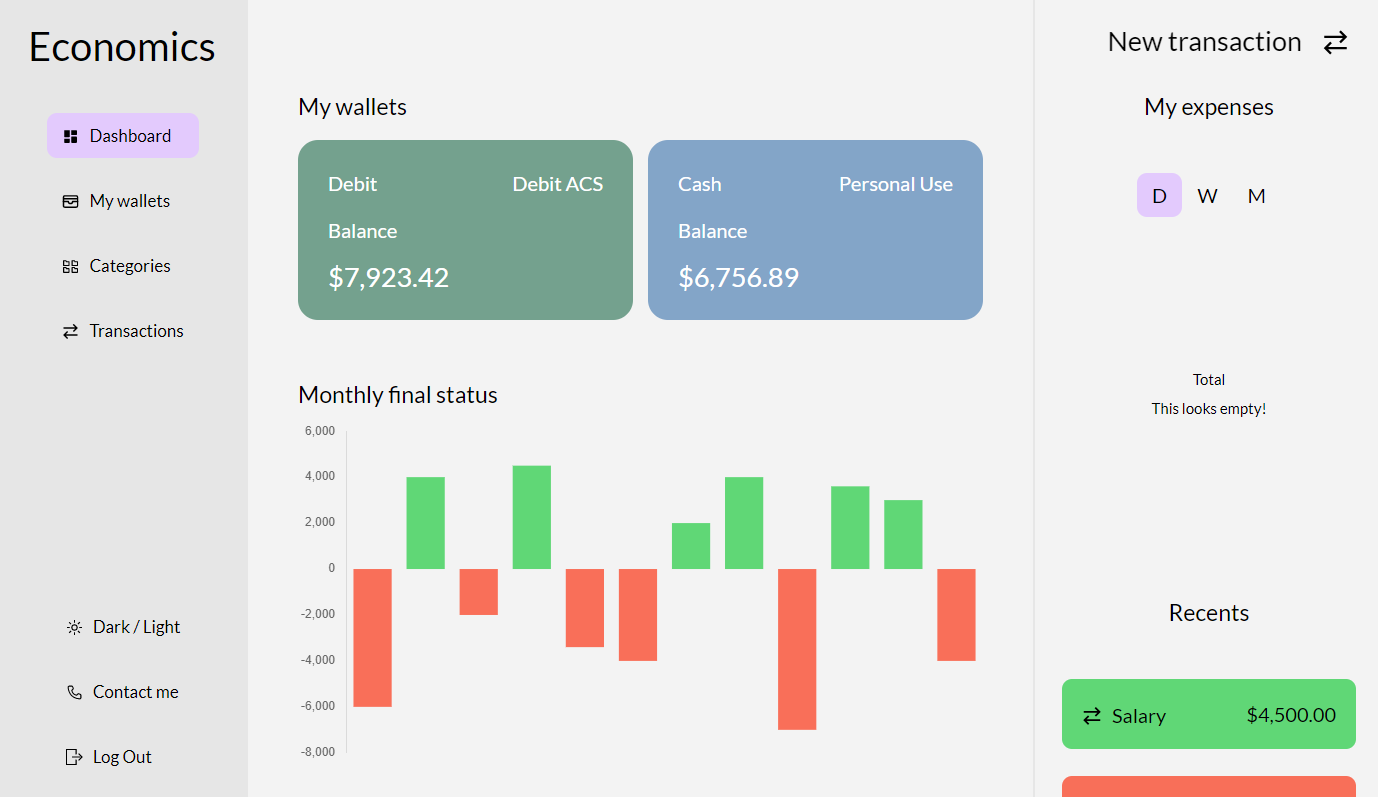 Economics
Dashboard
My wallets
Categories
Transactions
Dark / Light
Contact me
Log Out
My wallets
Debit Debit ACS
Balance
$7,923.42
Cash Personal Use
Balance
$6,756.89
Monthly final status
6,000
4,000
2,000
0
-2,000
-4,000
-6,000
-8,000
New transaction
My expenses
D W M
Total
This looks empty!
Recents
Salary $4,500.00